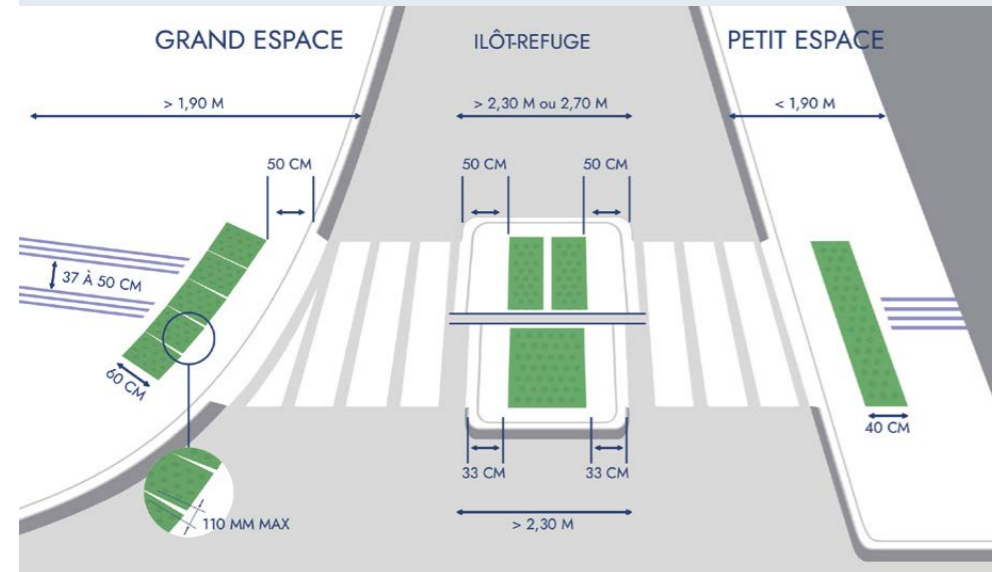 GRAND ESPACE
ILÔT-REFUGE
PETIT ESPACE
> 1,90 M
> 2,30 M ou 2,70 M
< 1,90 M
50 CM
50 CM
50 CM
37 À 50 CM
60 CM
40 CM
33 CM
33 CM
110 MM MAX
> 2,30 M